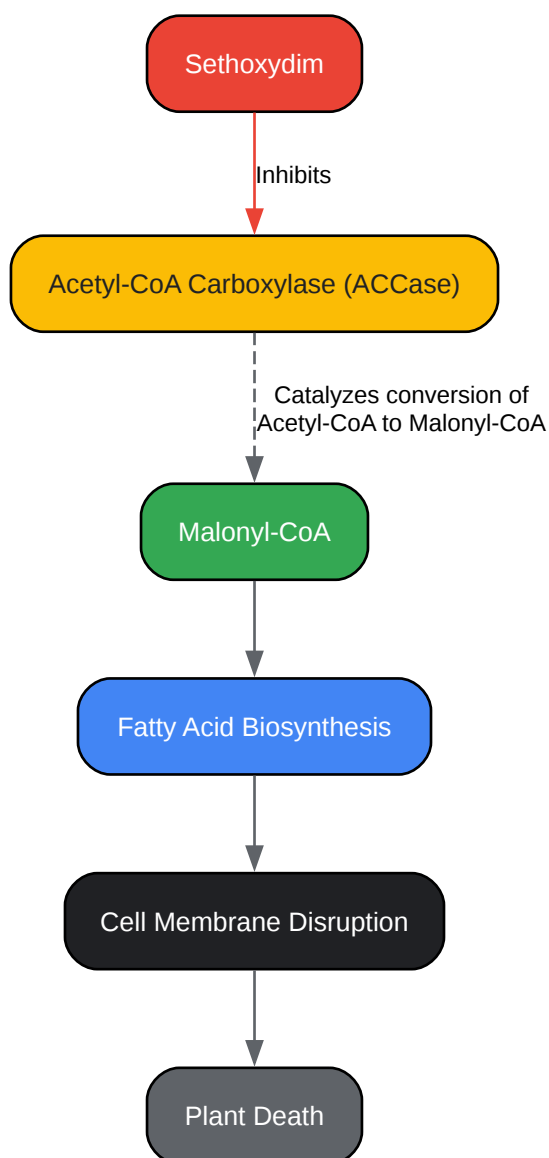 Sethoxydim
Inhibits
Acetyl-CoA Carboxylase (ACCase)
Catalyzes conversion of
Acetyl-CoA to Malonyl-CoA
Malonyl-CoA
Fatty Acid Biosynthesis
Cell Membrane Disruption
Plant Death